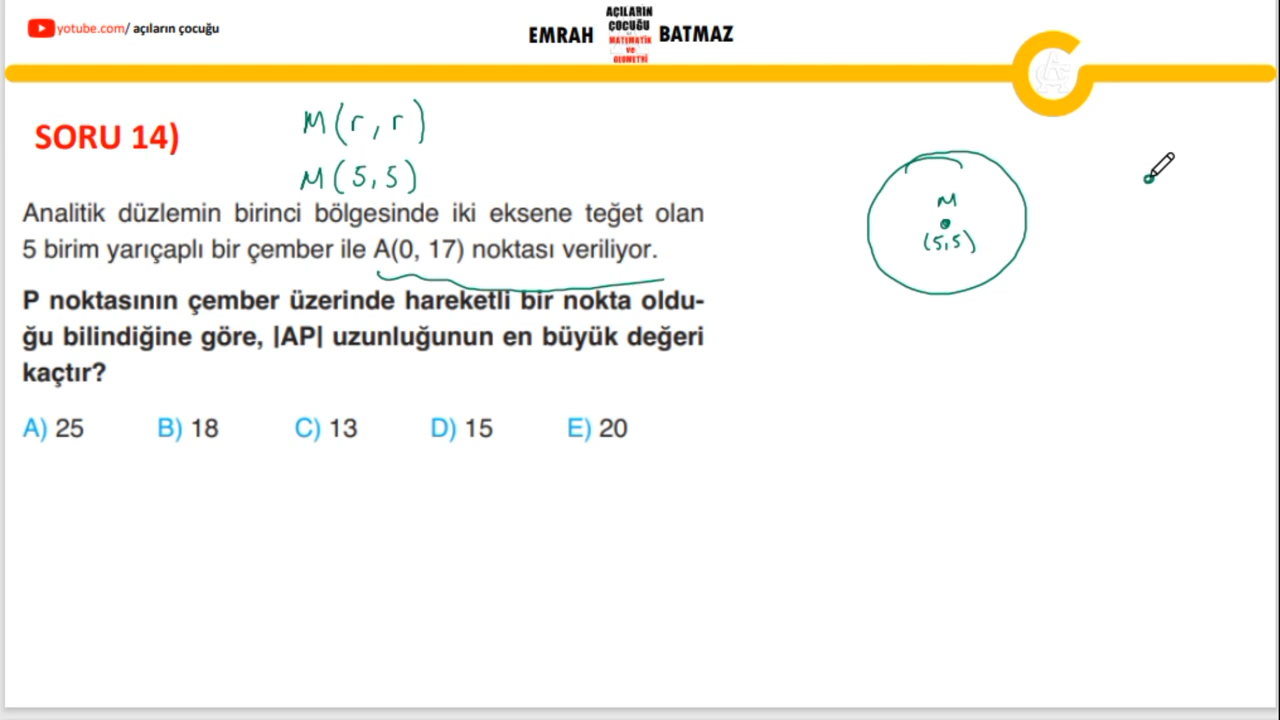 yotube.com/ açıların çocuğu
EMRAH
AÇILARIN
ÇOCUĞU
MATEMATİK
ve
GEOMETRİ
BATMAZ
SORU 14)
M(r, r)
M(5,5)
Analitik düzlemin birinci bölgesinde iki eksene teğet olan
5 birim yarıçaplı bir çember ile A(0, 17) noktası veriliyor.
P noktasının çember üzerinde hareketli bir nokta oldu-
ğu bilindiğine göre, |AP| uzunluğunun en büyük değeri
kaçtır?
A) 25 B) 18 C) 13 D) 15 E) 20
M
(5,5)